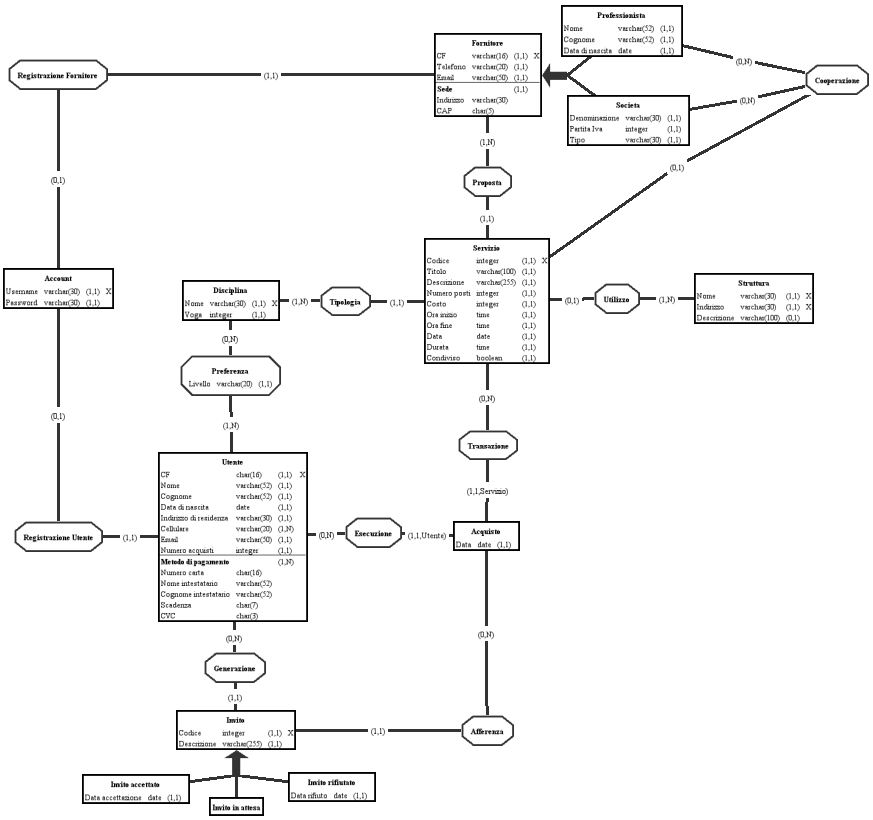 Professionista
Nome varchar(52) (1,1)
Cognome varchar(52) (1,1)
Data di nascita date (1,1)
Fornitore
CF varchar(16) (1,1) X
Telefono varchar(20) (1,1)
Email varchar(50) (1,1)
Sede (1,1)
Indirizzo varchar(30)
CAP char(5)
Registrazione Fornitore
(1,1)
(0,N)
Cooperazione
(0,N)
Societa
Denominazione varchar(30) (1,1)
Partita Iva integer (1,1)
Tipo varchar(30) (1,1)
(1,N)
(0,1)
(0,1)
Proposta
(1,1)
Servizio
Codice integer (1,1) X
Titolo varchar(100) (1,1)
Descrizione varchar(255) (1,1)
Numero posti integer (1,1)
Costo integer (1,1)
Ora inizio time (1,1)
Ora fine time (1,1)
Data date (1,1)
Durata time (1,1)
Condiviso boolean (1,1)
Account
Username varchar(30) (1,1) X
Password varchar(30) (1,1)
Disciplina
Nome varchar(30) (1,1) X
Yoga integer (1,1)
(1,N)
Tipologia
(1,1)
(0,1)
Utilizzo
(1,N)
Struttura
Nome varchar(30) (1,1) X
Indirizzo varchar(30) (1,1) X
Descrizione varchar(100) (0,1)
(0,N)
Preferenza
Livello varchar(20) (1,1)
(0,N)
(0,1)
(1,N)
Transazione
Utente
CF char(16) (1,1) X
Nome varchar(52) (1,1)
Cognome varchar(52) (1,1)
Data di nascita date (1,1)
Indirizzo di residenza varchar(30) (1,1)
Cellulare varchar(20) (1,N)
Email varchar(50) (1,1)
Numero acquisti integer (1,1)
Metodo di pagamento (1,N)
Numero carta char(16)
Nome intestatario varchar(52)
Cognome intestatario varchar(52)
Scadenza char(7)
CVC char(3)
(1,1,Servizio)
Registrazione Utente
(1,1)
(0,N)
Esecuzione
(1,1,Utente)
Acquisto
Data date (1,1)
(0,N)
(0,N)
Generazione
(1,1)
Invito
Codice integer (1,1) X
Descrizione varchar(255) (1,1)
(1,1)
Afferenza
Invito accettato
Data accettazione date (1,1)
Invito in attesa
Invito rifiutato
Data rifiuto date (1,1)